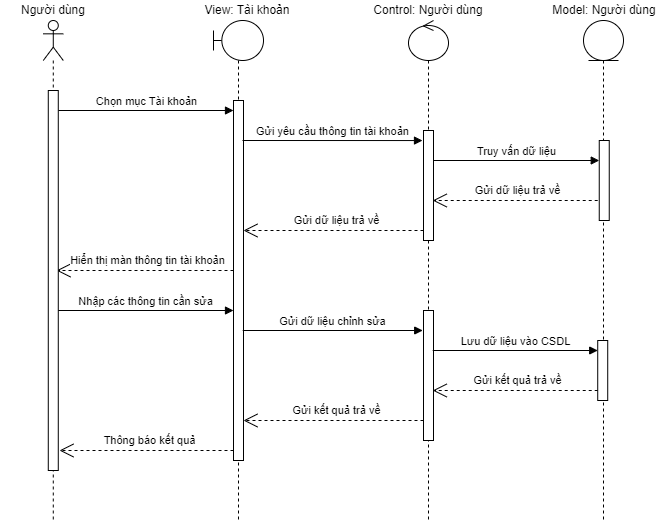 Người dùng
View: Tài khoản
Control: Người dùng
Model: Người dùng
Chọn mục Tài khoản
Gửi yêu cầu thông tin tài khoản
Truy vấn dữ liệu
Gửi dữ liệu trả về
Gửi dữ liệu trả về
Hiển thị màn thông tin tài khoản
Nhập các thông tin cần sửa
Gửi dữ liệu chỉnh sửa
Lưu dữ liệu vào CSDL
Gửi kết quả trả về
Gửi kết quả trả về
Thông báo kết quả